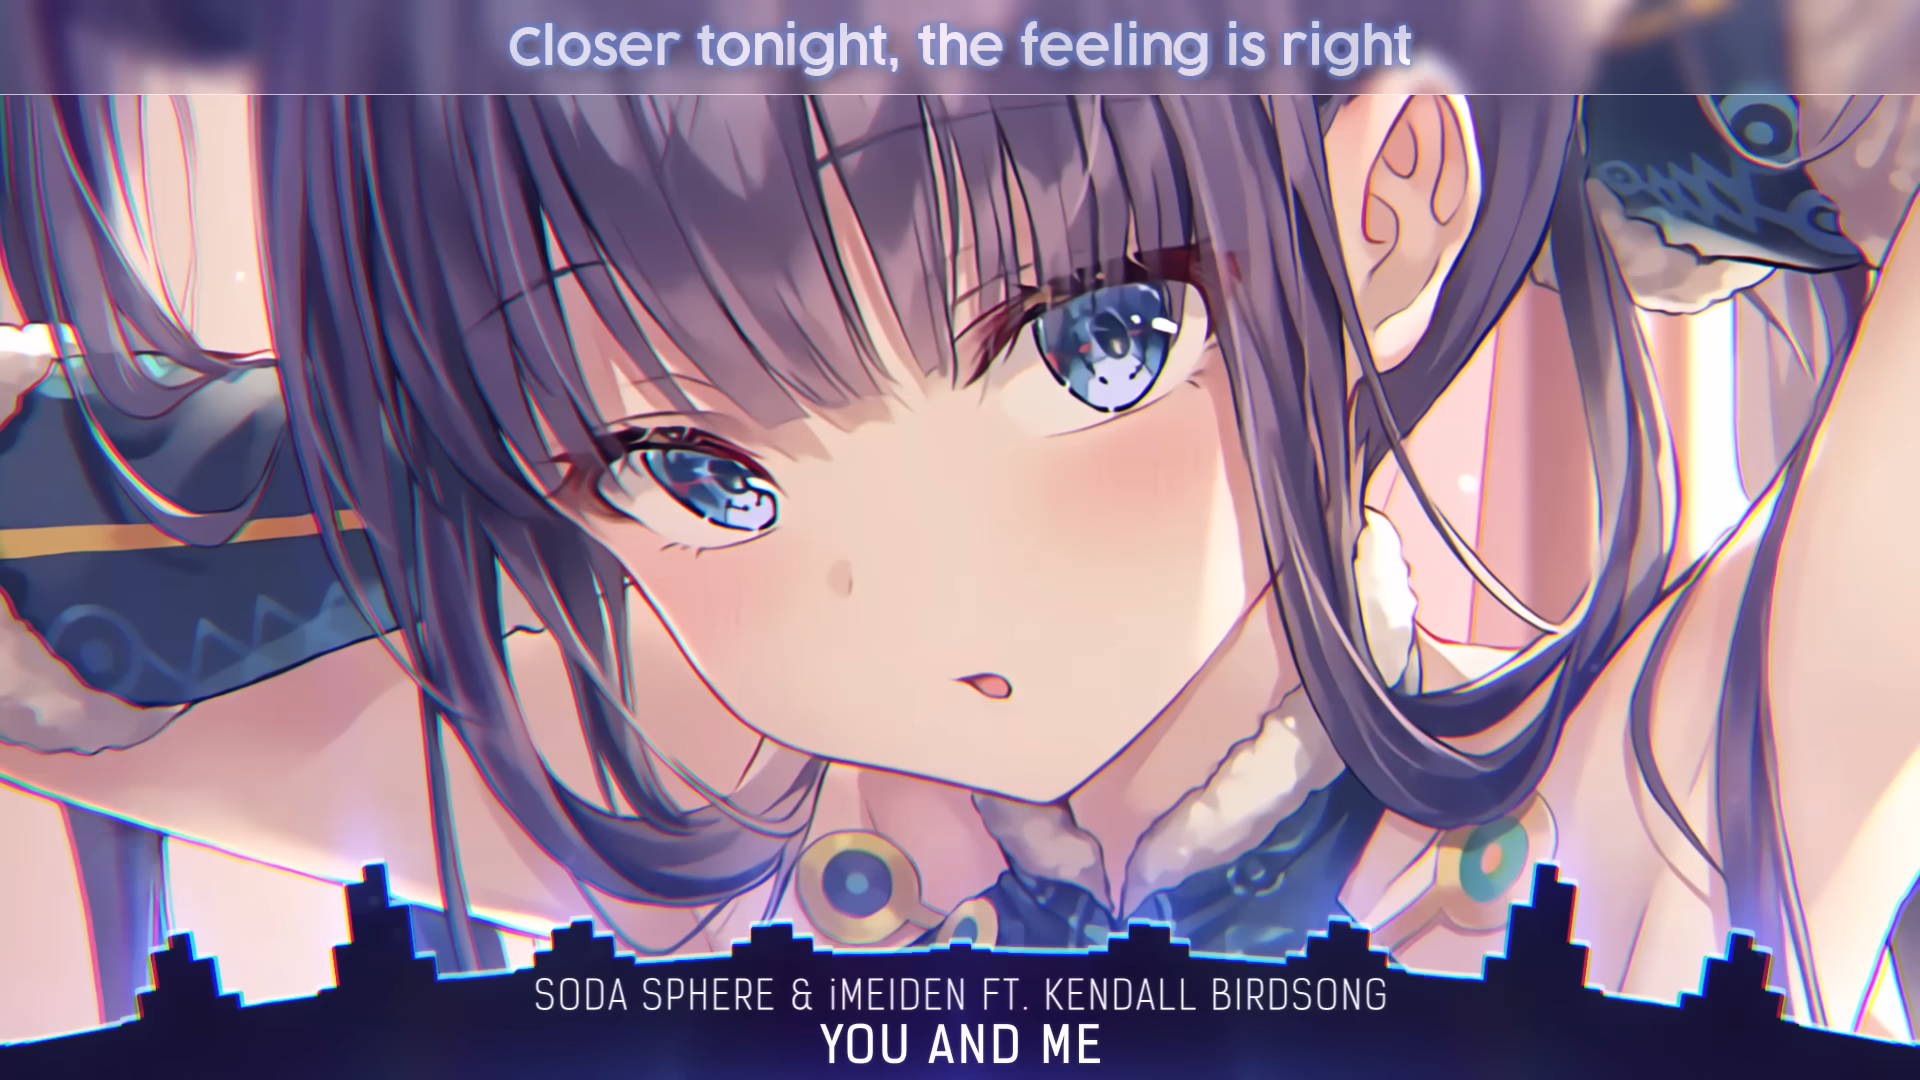 Closer tonight, the feeling is right
SODA SPHERE & iMEIDEN FT. KENDALL BIRDSONG
YOU AND ME